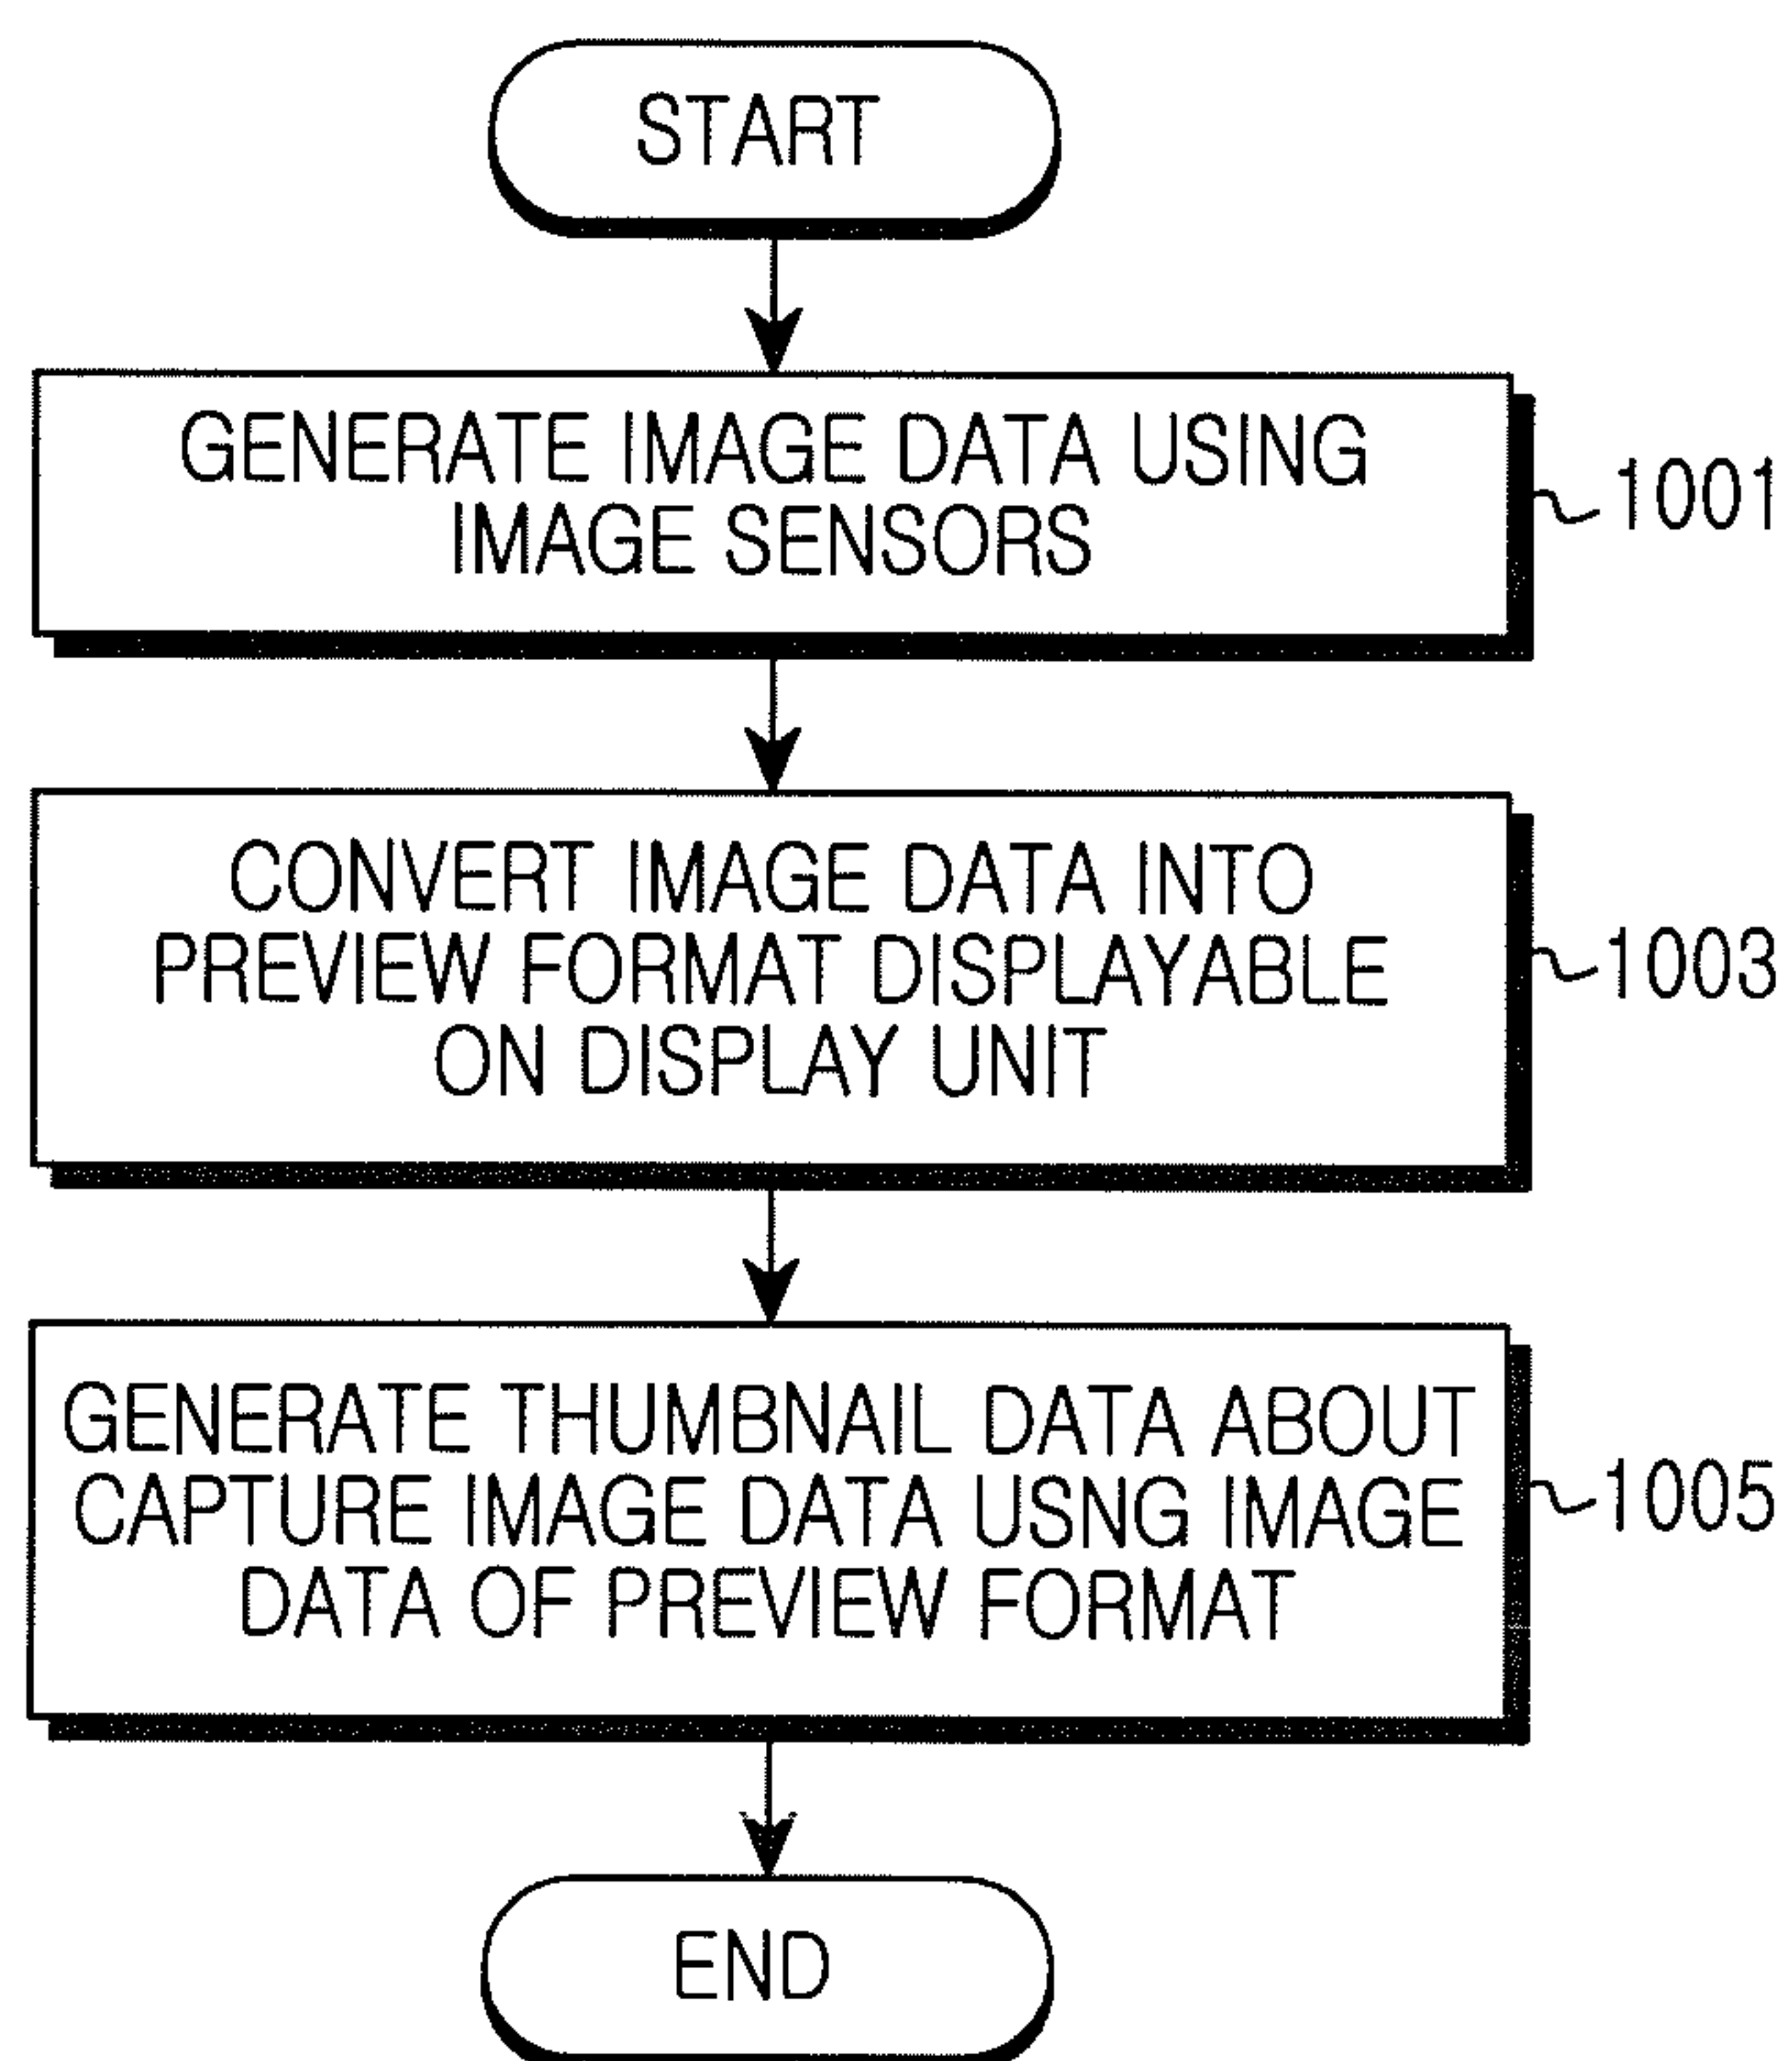 START
GENERATE IMAGE DATA USING
IMAGE SENSORS
1001
CONVERT IMAGE DATA INTO
PREVIEW FORMAT DISPLAYABLE
ON DISPLAY UNIT
1003
GENERATE THUMBNAIL DATA ABOUT
CAPTURE IMAGE DATA USNG IMAGE
DATA OF PREVIEW FORMAT
1005
END